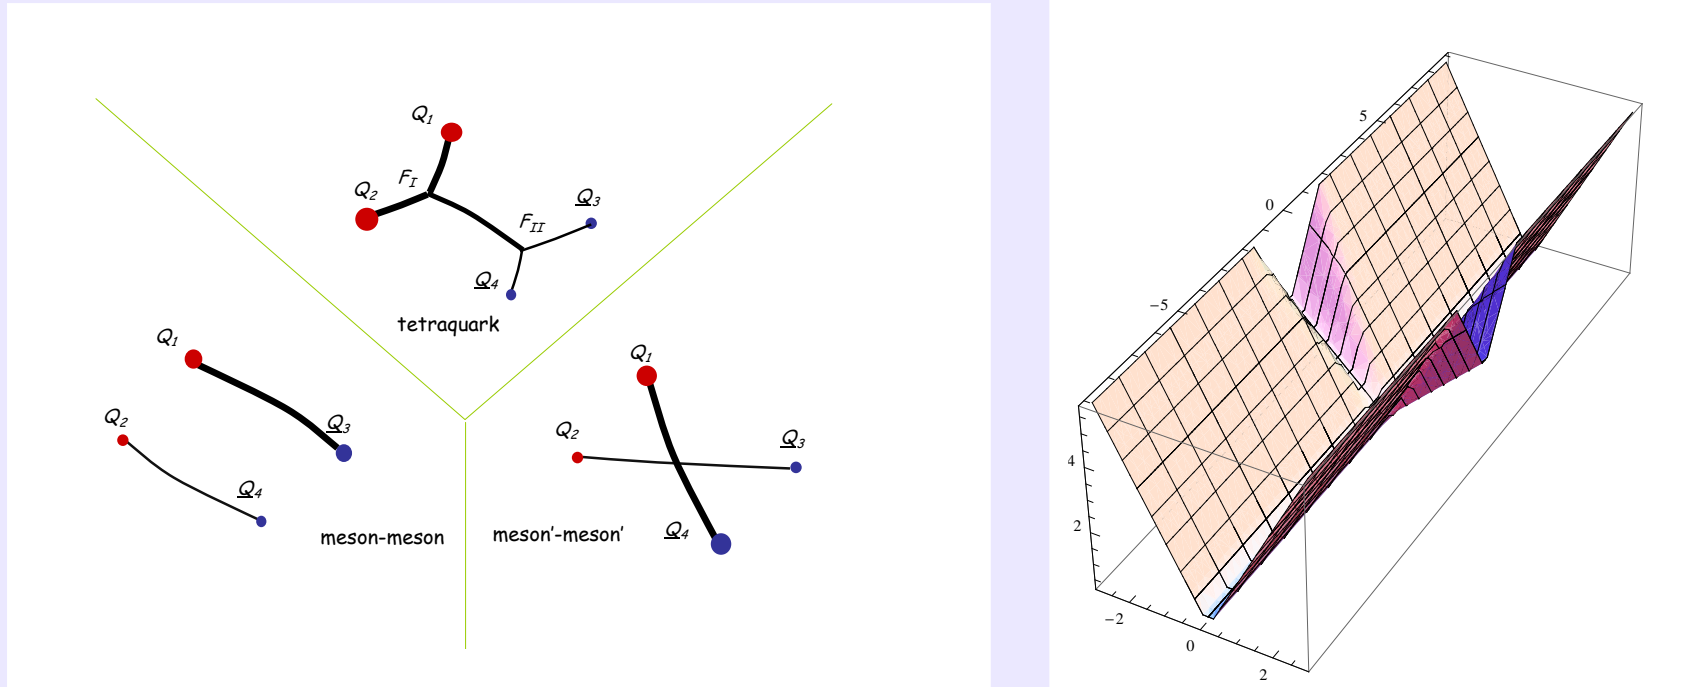 Q1
Q2
FI
Q3
FII
Q4
tetraquark
Q1
Q2
Q3
Q4
meson-meson
Q1
Q2
Q3
Q4
meson'-meson'
5
0
−5
4
2
−2
0
2